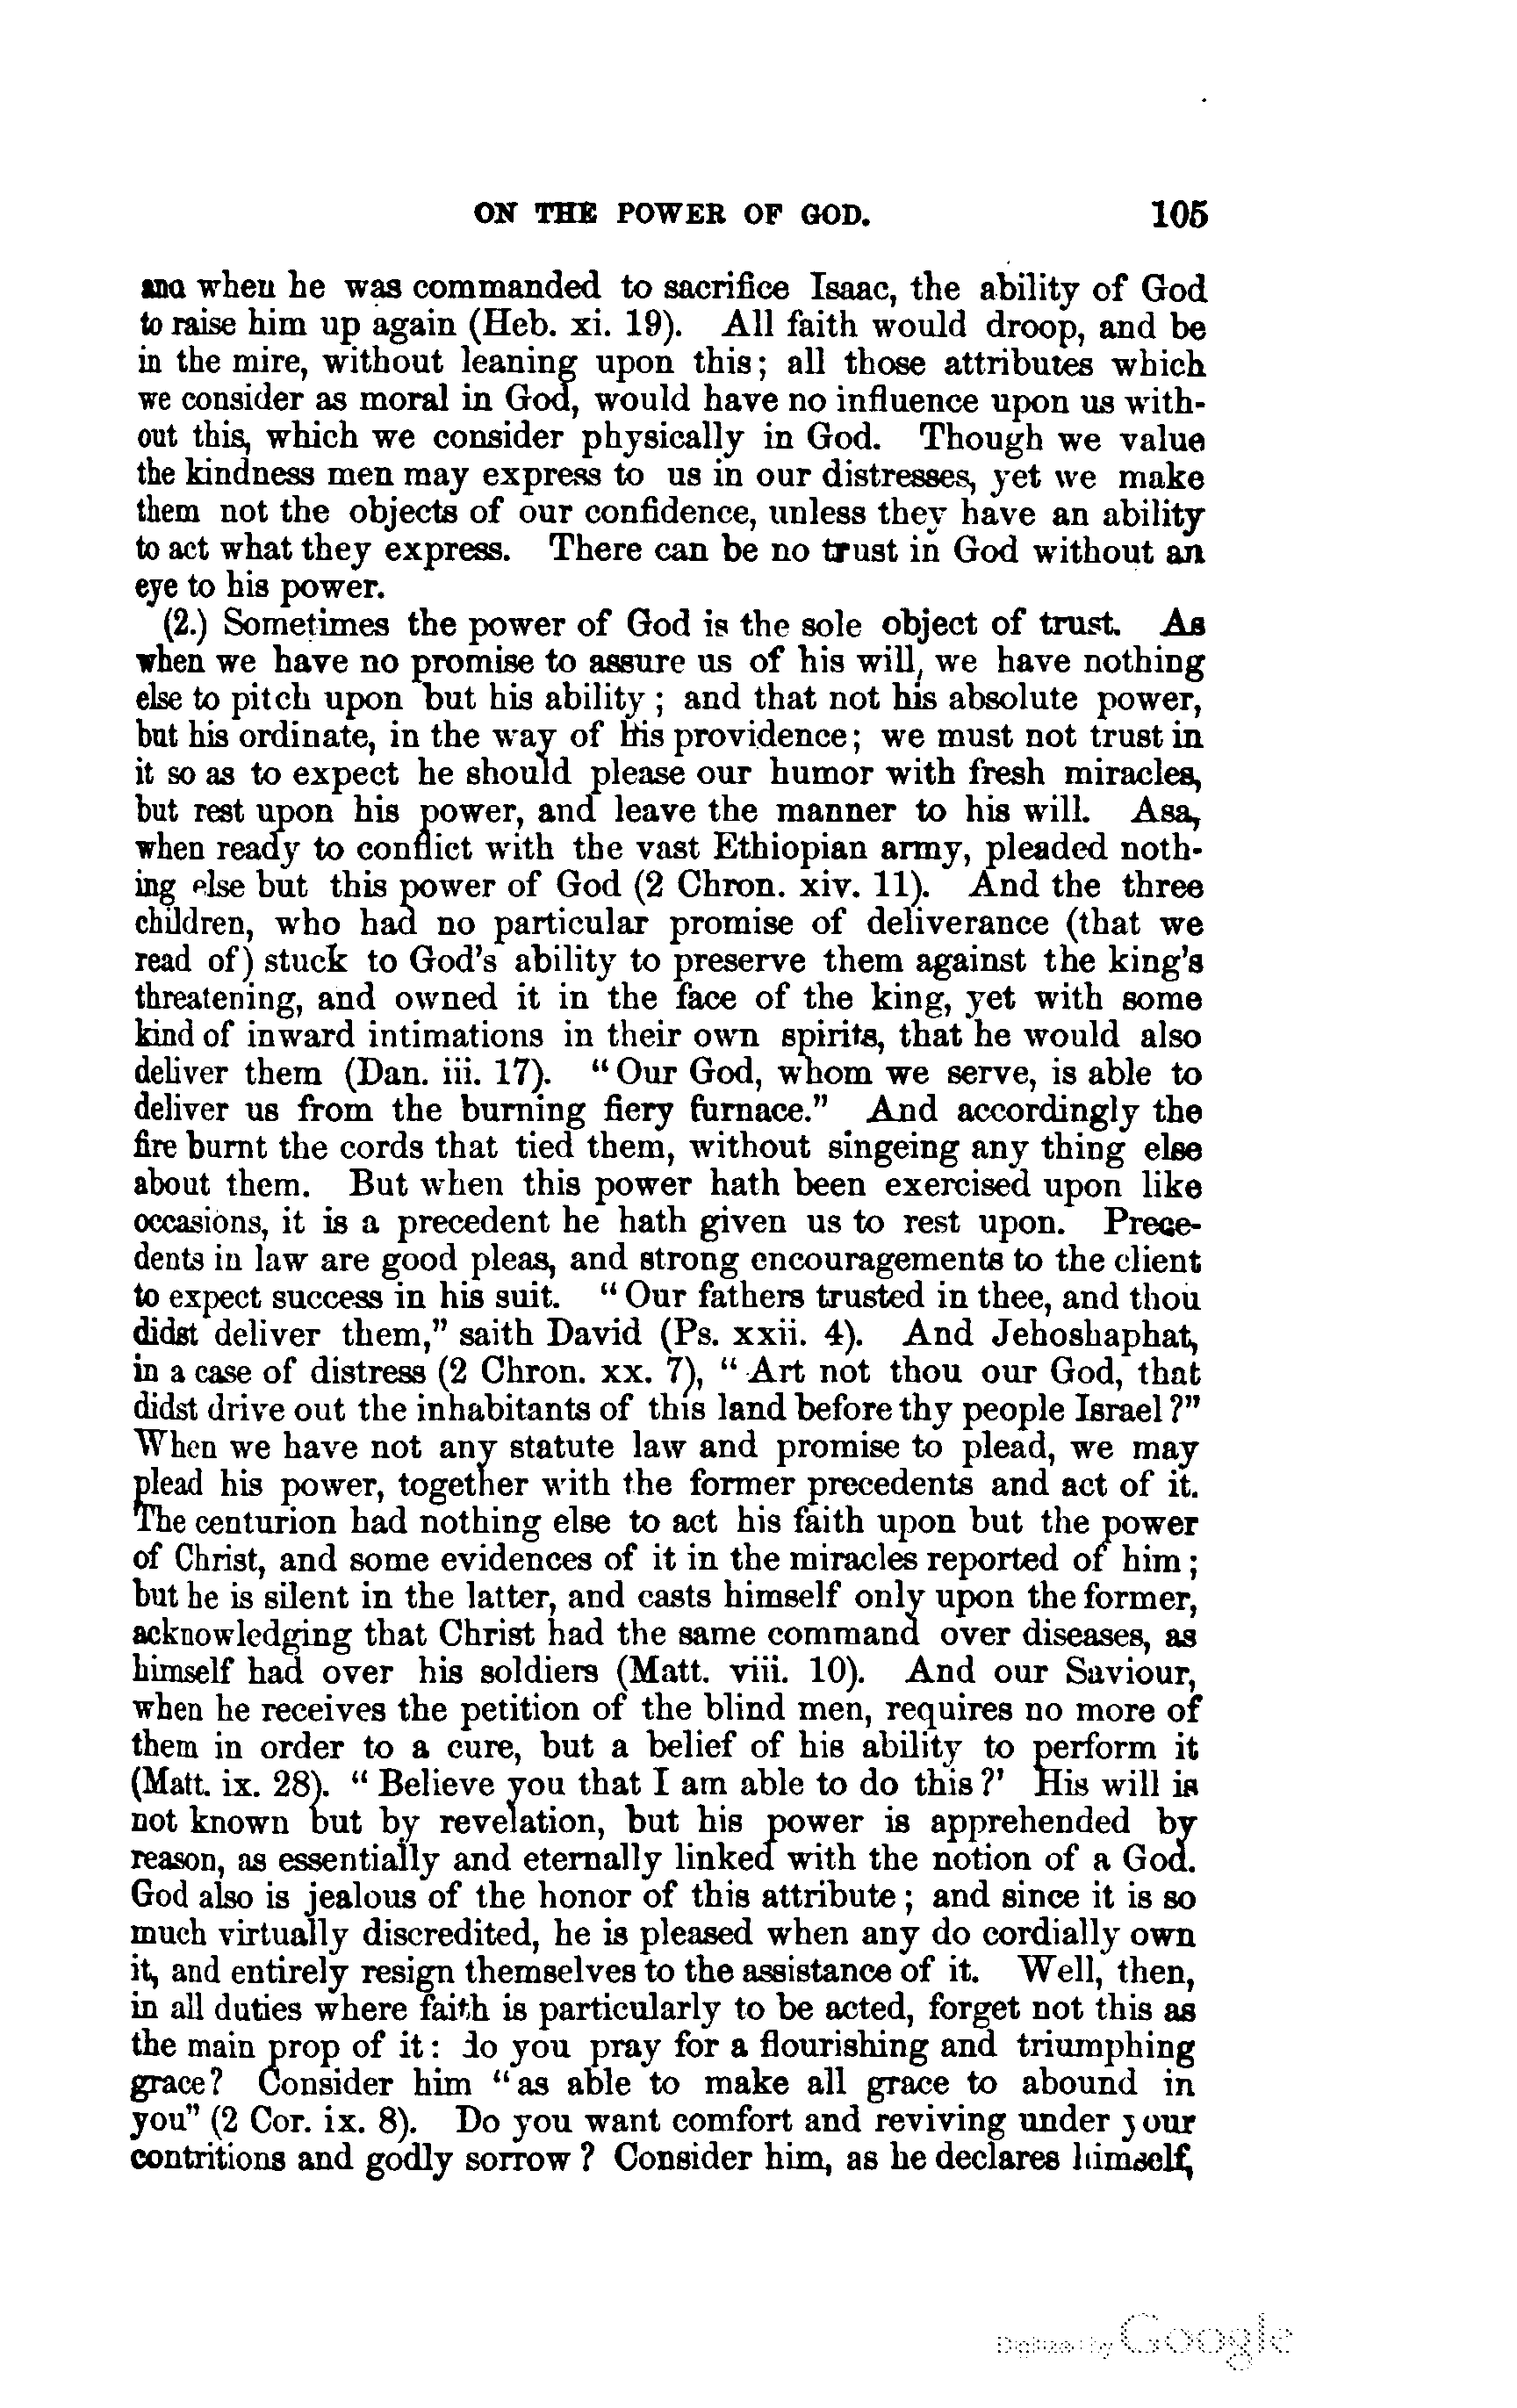 ON THE POWER OF GOD. 105
and when he was commanded to sacrifice Isaac, the ability of God
to raise him up again (Heb. xi. 19). All faith would droop, and be
in the mire, without leaning upon this; all those attributes which
we consider as moral in God, would have no influence upon us with-
out this, which we consider physically in God. Though we value
the kindness men may express to us in our distresses, yet we make
them not the objects of our confidence, unless they have an ability
to act what they express. There can be no trust in God without an
eye to his power.
(2.) Sometimes the power of God is the sole object of trust. As
when we have no promise to assure us of his will, we have nothing
else to pitch upon but his ability; and that not his absolute power,
but his ordinate, in the way of his providence; we must not trust in
it so as to expect he should please our humor with fresh miracles,
but rest upon his power, and leave the manner to his will. Asa,
when ready to conflict with the vast Ethiopian army, pleaded noth-
ing else but this power of God (2 Chron. xiv. 11). And the three
children, who had no particular promise of deliverance (that we
read of) stuck to God's ability to preserve them against the king's
threatening, and owned it in the face of the king, yet with some
kind of inward intimations in their own spirits, that he would also
deliver them (Dan. iii. 17). "Our God, whom we serve, is able to
deliver us from the burning fiery furnace." And accordingly the
fire burnt the cords that tied them, without singeing any thing else
about them. But when this power hath been exercised upon like
occasions, it is a precedent he hath given us to rest upon. Prece-
dents in law are good pleas, and strong encouragements to the client
to expect success in his suit. "Our fathers trusted in thee, and thou
didst deliver them," saith David (Ps. xxii. 4). And Jehoshaphat,
in a case of distress (2 Chron. xx. 7), "Art not thou our God, that
didst drive out the inhabitants of this land before thy people Israel?"
When we have not any statute law and promise to plead, we may
plead his power, together with the former precedents and act of it.
The centurion had nothing else to act his faith upon but the power
of Christ, and some evidences of it in the miracles reported of him;
but he is silent in the latter, and casts himself only upon the former,
acknowledging that Christ had the same command over diseases, as
himself had over his soldiers (Matt. viii. 10). And our Saviour,
when he receives the petition of the blind men, requires no more of
them in order to a cure, but a belief of his ability to perform it
(Matt. ix. 28). "Believe you that I am able to do this?' His will is
not known but by revelation, but his power is apprehended by
reason, as essentially and eternally linked with the notion of a God.
God also is jealous of the honor of this attribute; and since it is so
much virtually discredited, he is pleased when any do cordially own
it, and entirely resign themselves to the assistance of it. Well, then,
in all duties where faith is particularly to be acted, forget not this as
the main prop of it: do you pray for a flourishing and triumphing
grace? Consider him "as able to make all grace to abound in
you" (2 Cor. ix. 8). Do you want comfort and reviving under your
contritions and godly sorrow? Consider him, as he declares himself,
Digitized by Google